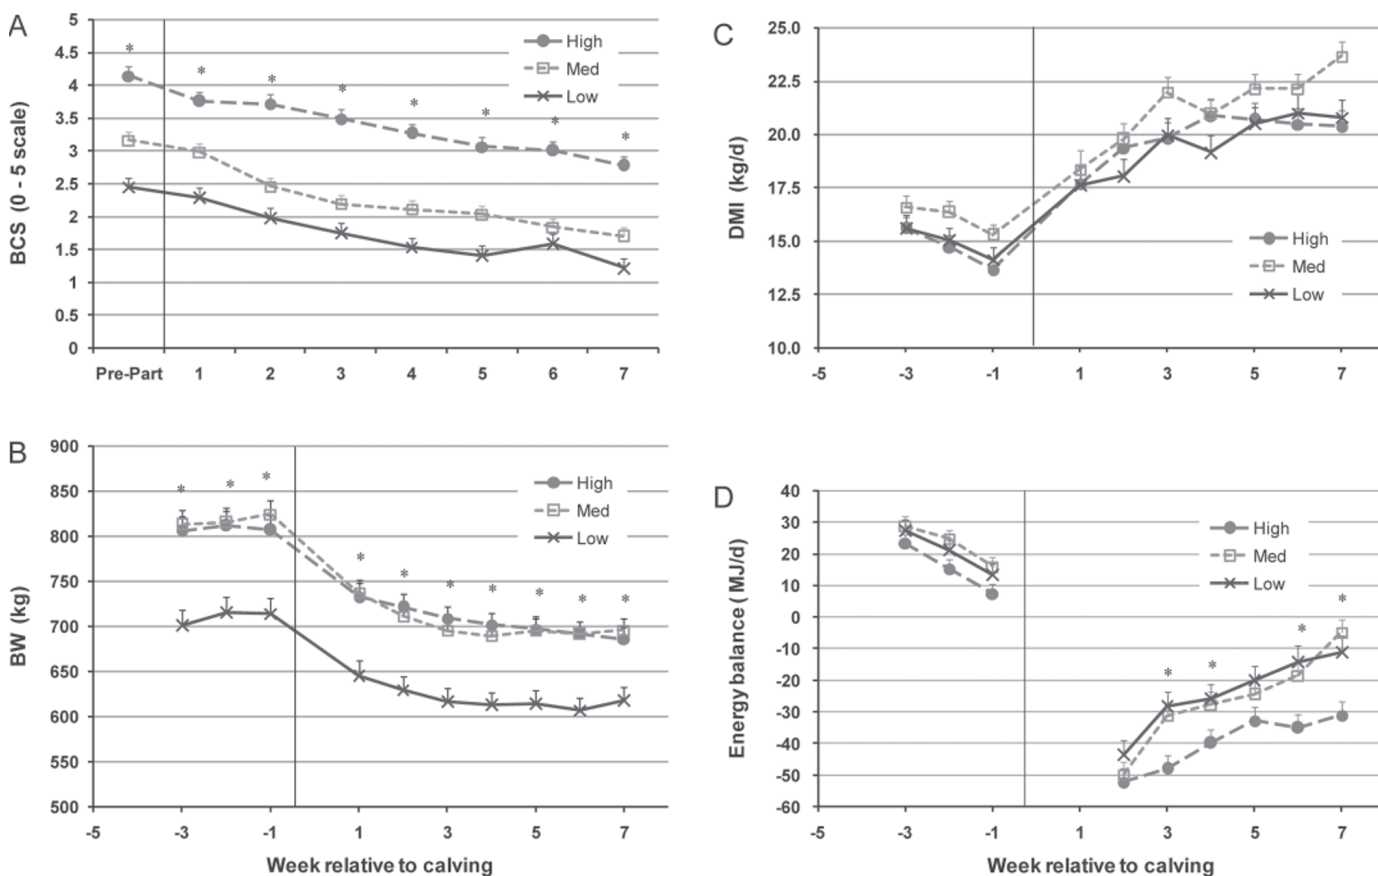 A
BCS (0 - 5 scale)
5
4.5
4
3.5
3
2.5
2
1.5
1
0.5
0
* * * * * * * *
High
Med
Low
Pre-Part 1 2 3 4 5 6 7
B
BW (kg)
900
850
800
750
700
650
600
550
500
* * * * * * * * * *
High
Med
Low
-5 -3 -1 1 3 5 7
Week relative to calving
C
DMI (kg/d)
25.0
22.5
20.0
17.5
15.0
12.5
10.0
High
Med
Low
-5 -3 -1 1 3 5 7
D
Energy balance ( MJ/d)
40
30
20
10
0
-10
-20
-30
-40
-50
-60
* * * *
High
Med
Low
-5 -3 -1 1 3 5 7
Week relative to calving